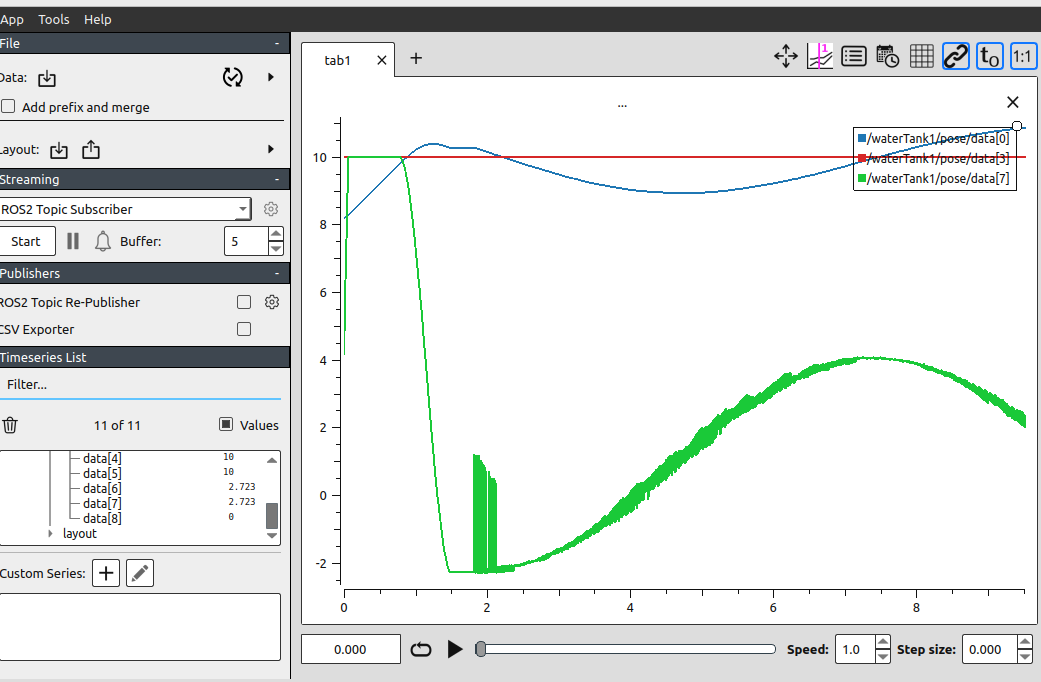 App Tools Help
File -
Data:
Add prefix and merge
Layout:
Streaming -
ROS2 Topic Subscriber
Start Buffer: 5
Publishers -
ROS2 Topic Re-Publisher
CSV Exporter
Timeseries List
Filter...
11 of 11 Values
data[4] 10
data[5] 10
data[6] 2.723
data[7] 2.723
data[8] 0
layout
Custom Series:
tab1
1
t0
1:1
...
/waterTank1/pose/data[0]
/waterTank1/pose/data[3]
/waterTank1/pose/data[7]
10
8
6
4
2
0
-2
0 2 4 6 8
0.000 Speed: 1.0 Step size: 0.000